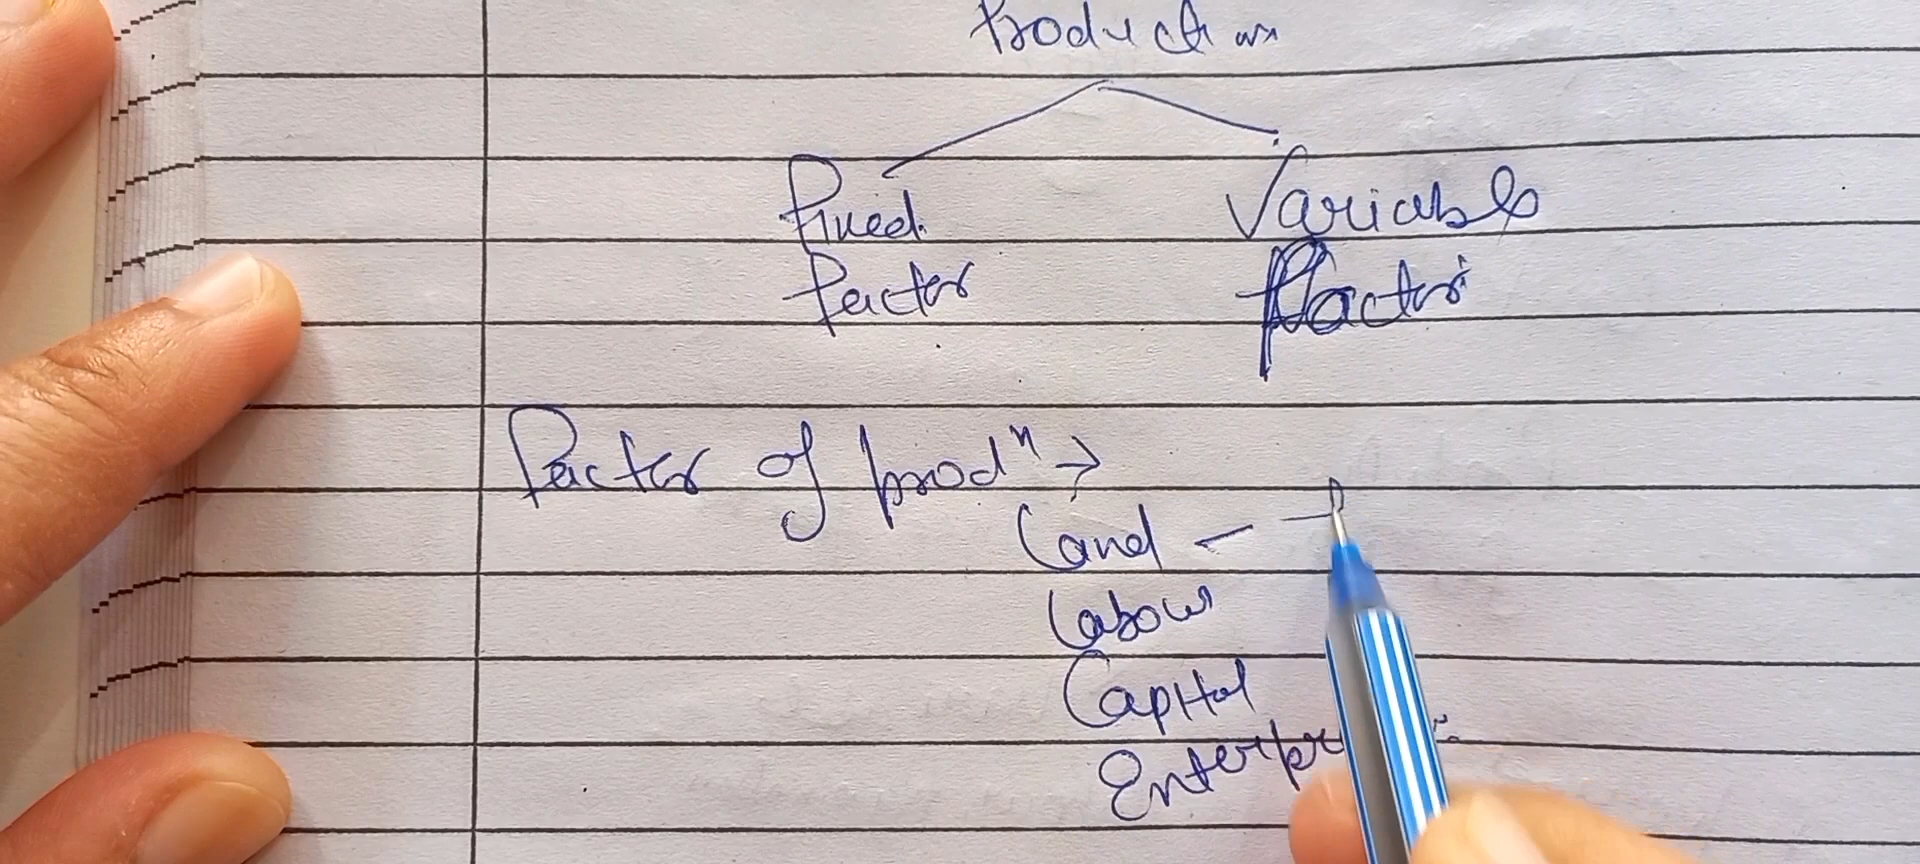 Production
Fixed Variable
Factor Factor
Factor of prodⁿ →
Land —
Labour
Capital